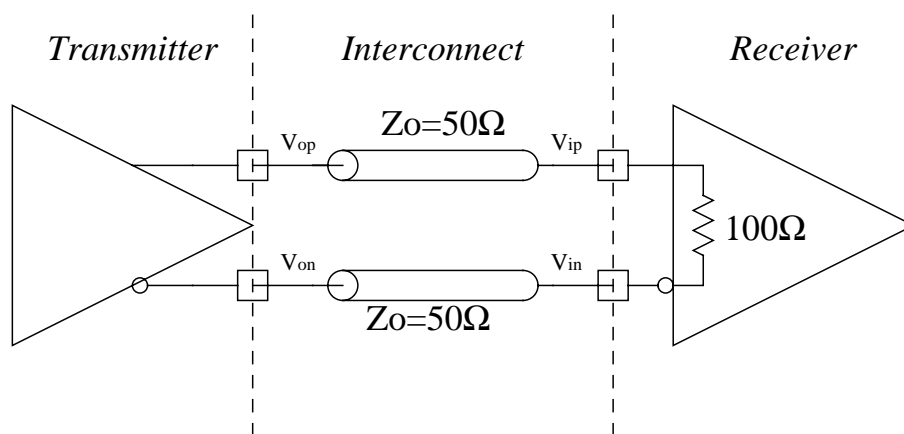 Transmitter
Interconnect
Receiver
Zo=50Ω
Vop
Vip
100Ω
Von
Vin
Zo=50Ω